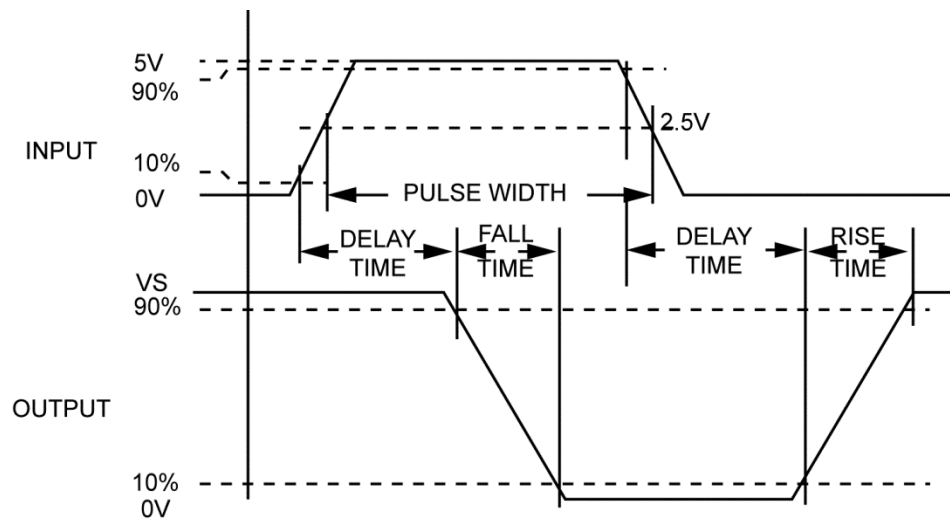 5V
90%
2.5V
INPUT
10%
0V
PULSE WIDTH
DELAY
TIME
FALL
TIME
DELAY
TIME
RISE
TIME
VS
90%
OUTPUT
10%
0V